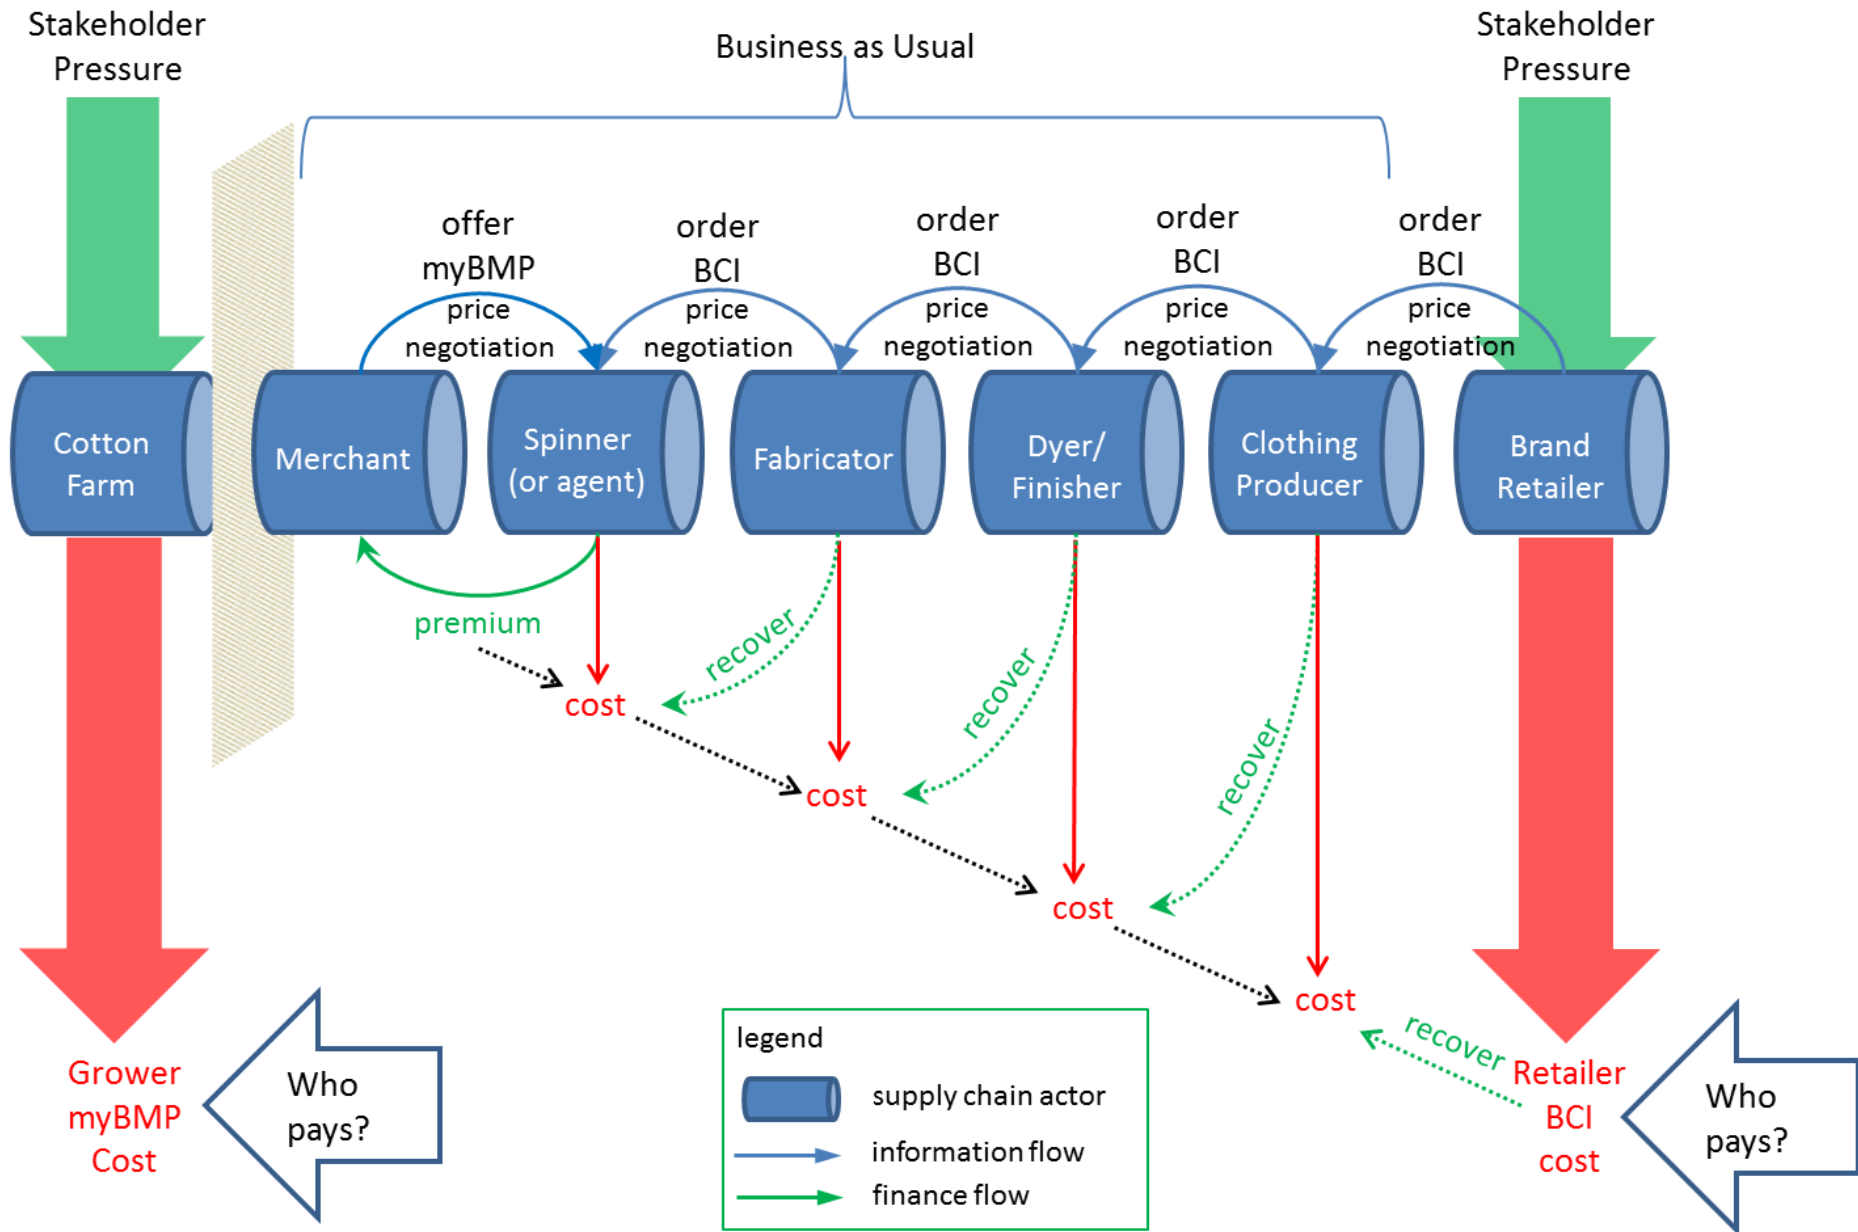 Stakeholder
Pressure
Business as Usual
Stakeholder
Pressure
offer
myBMP
price
negotiation
order
BCI
price
negotiation
order
BCI
price
negotiation
order
BCI
price
negotiation
order
BCI
price
negotiation
Cotton
Farm
Merchant
Spinner
(or agent)
Fabricator
Dyer/
Finisher
Clothing
Producer
Brand
Retailer
premium
recover
recover
recover
cost
cost
cost
cost
recover
Grower
myBMP
Cost
Who
pays?
legend
supply chain actor
information flow
finance flow
Retailer
BCI
cost
Who
pays?